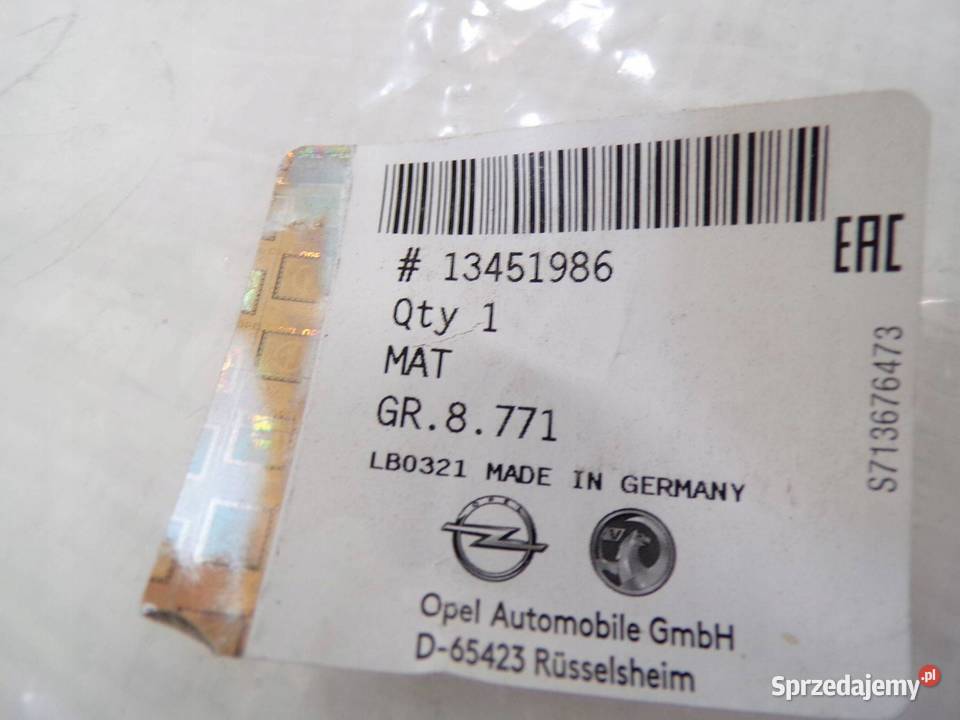 # 13451986
EAC
Qty 1
MAT
GR.8.771
S713676473
LB0321 MADE IN GERMANY
OPEL
V
Opel Automobile GmbH
D-65423 Rüsselsheim
Sprzedajemy.pl